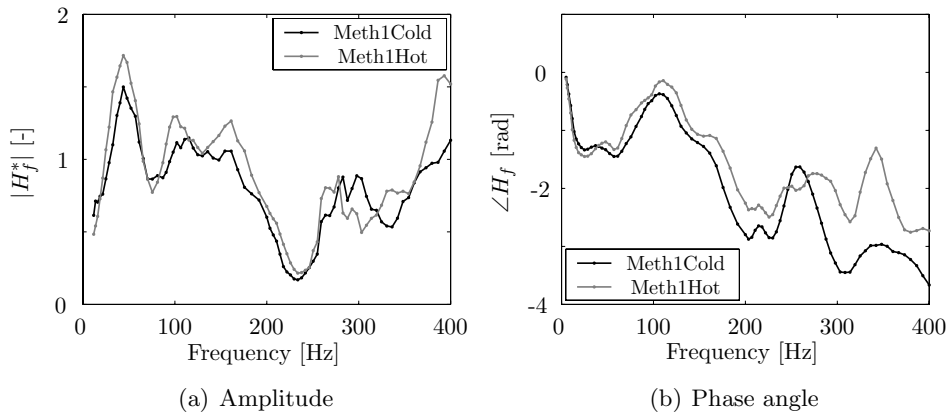 2
1
0
|H*f| [-]
Meth1Cold
Meth1Hot
0 100 200 300 400
Frequency [Hz]
(a) Amplitude
0
-2
-4
∠Hf [rad]
Meth1Cold
Meth1Hot
0 100 200 300 400
Frequency [Hz]
(b) Phase angle